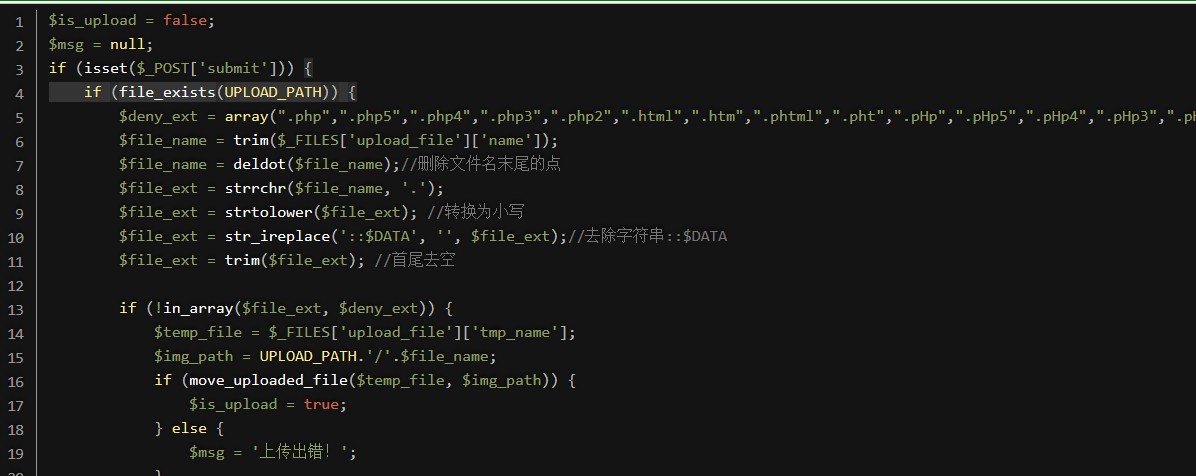 1 $is_upload = false;
2 $msg = null;
3 if (isset($_POST['submit'])) {
4 if (file_exists(UPLOAD_PATH)) {
5 $deny_ext = array(".php",".php5",".php4",".php3",".php2",".html",".htm",".phtml",".pht",".pHp",".pHp5",".pHp4",".pHp3",".pH
6 $file_name = trim($_FILES['upload_file']['name']);
7 $file_name = deldot($file_name);//删除文件名末尾的点
8 $file_ext = strrchr($file_name, '.');
9 $file_ext = strtolower($file_ext); //转换为小写
10 $file_ext = str_ireplace('::$DATA', '', $file_ext);//去除字符串::$DATA
11 $file_ext = trim($file_ext); //首尾去空
12
13 if (!in_array($file_ext, $deny_ext)) {
14 $temp_file = $_FILES['upload_file']['tmp_name'];
15 $img_path = UPLOAD_PATH.'/'.$file_name;
16 if (move_uploaded_file($temp_file, $img_path)) {
17 $is_upload = true;
18 } else {
19 $msg = '上传出错！';
20 }